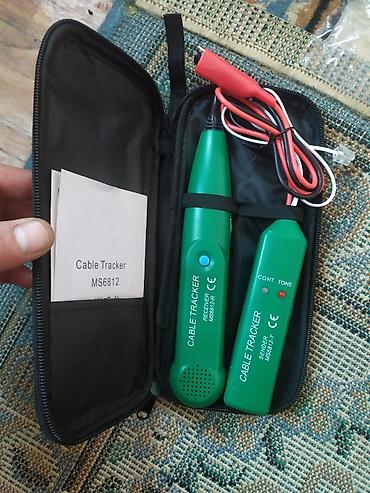 Cable Tracker
MS6812
CABLE TRACKER
RECEIVER
MS6812-R
CE
CONT TONE
CABLE TRACKER
SENDER
MS6812-T
CE